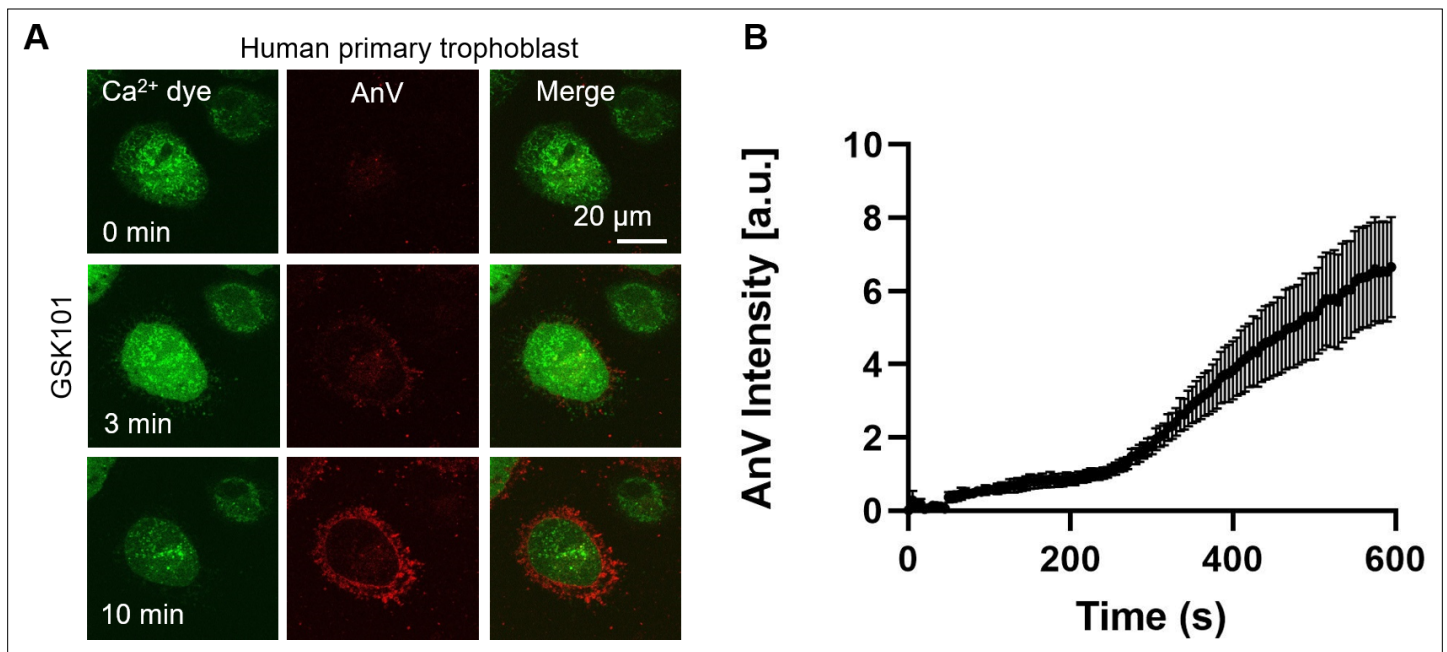 A
Human primary trophoblast
Ca²⁺ dye
AnV
Merge
0 min
20 µm
GSK101
3 min
10 min
B
AnV Intensity [a.u.]
10
8
6
4
2
0
0
200
400
600
Time (s)